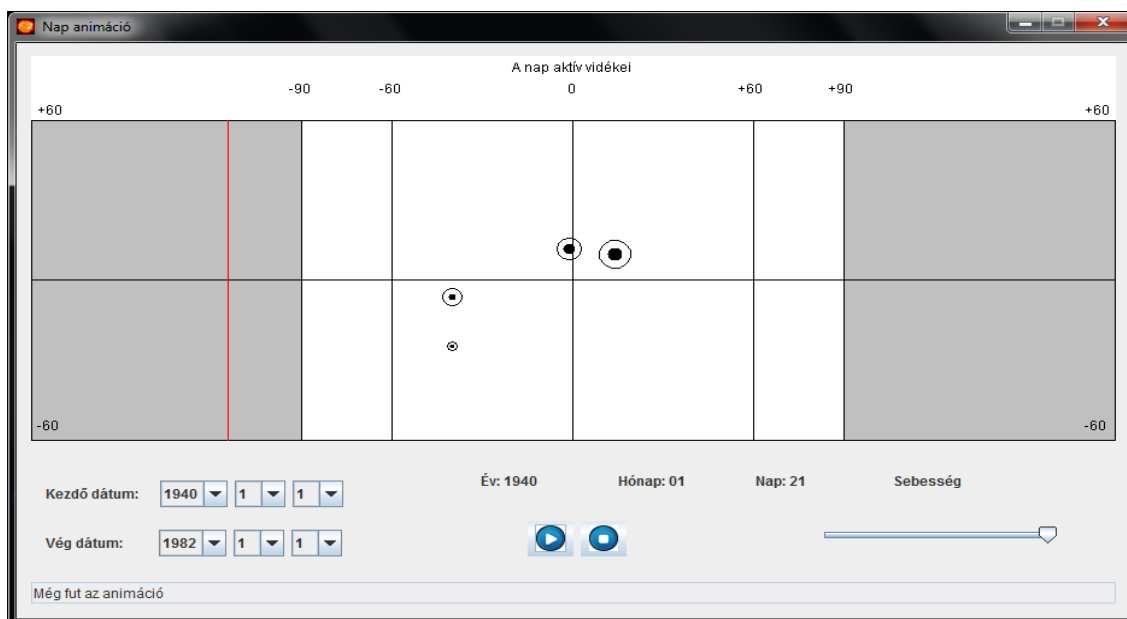 Nap animáció
A nap aktív vidékei
-90 -60 0 +60 +90
+60 +60
-60 -60
Kezdő dátum: 1940 1 1 Év: 1940 Hónap: 01 Nap: 21 Sebesség
Vég dátum: 1982 1 1
Még fut az animáció